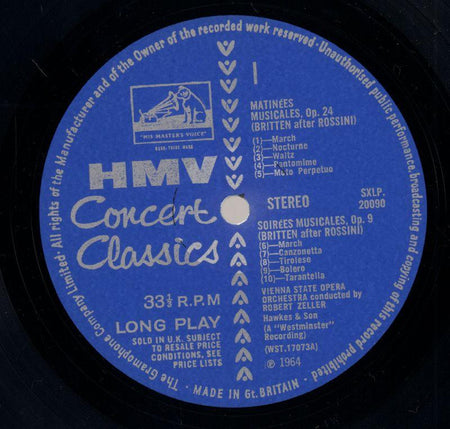 The Gramophone Company Limited · All rights of the Manufacturer and of the Owner of the recorded work reserved · Unauthorised public performance, broadcasting and copying of this record prohibited ·
"HIS MASTER'S VOICE"
REGD. TRADE MARK
HMV
Concert
Classics
33⅓ R.P.M
LONG PLAY
SOLD IN U.K. SUBJECT
TO RESALE PRICE
CONDITIONS, SEE
PRICE LISTS
I
MATINÉES
MUSICALES, Op. 24
(BRITTEN after ROSSINI)
(1)—March
(2)—Nocturne
(3)—Waltz
(4)—Pantomime
(5)—Moto Perpetuo
STEREO
SXLP.
20090
SOIRÉES MUSICALES, Op. 9
(BRITTEN after ROSSINI)
(6)—March
(7)—Canzonetta
(8)—Tirolese
(9)—Bolero
(10)—Tarantella
VIENNA STATE OPERA
ORCHESTRA conducted by
ROBERT ZELLER
Hawkes & Son
(A "Westminster"
Recording)
(WST.17073A)
℗ 1964
MADE IN Gt. BRITAIN